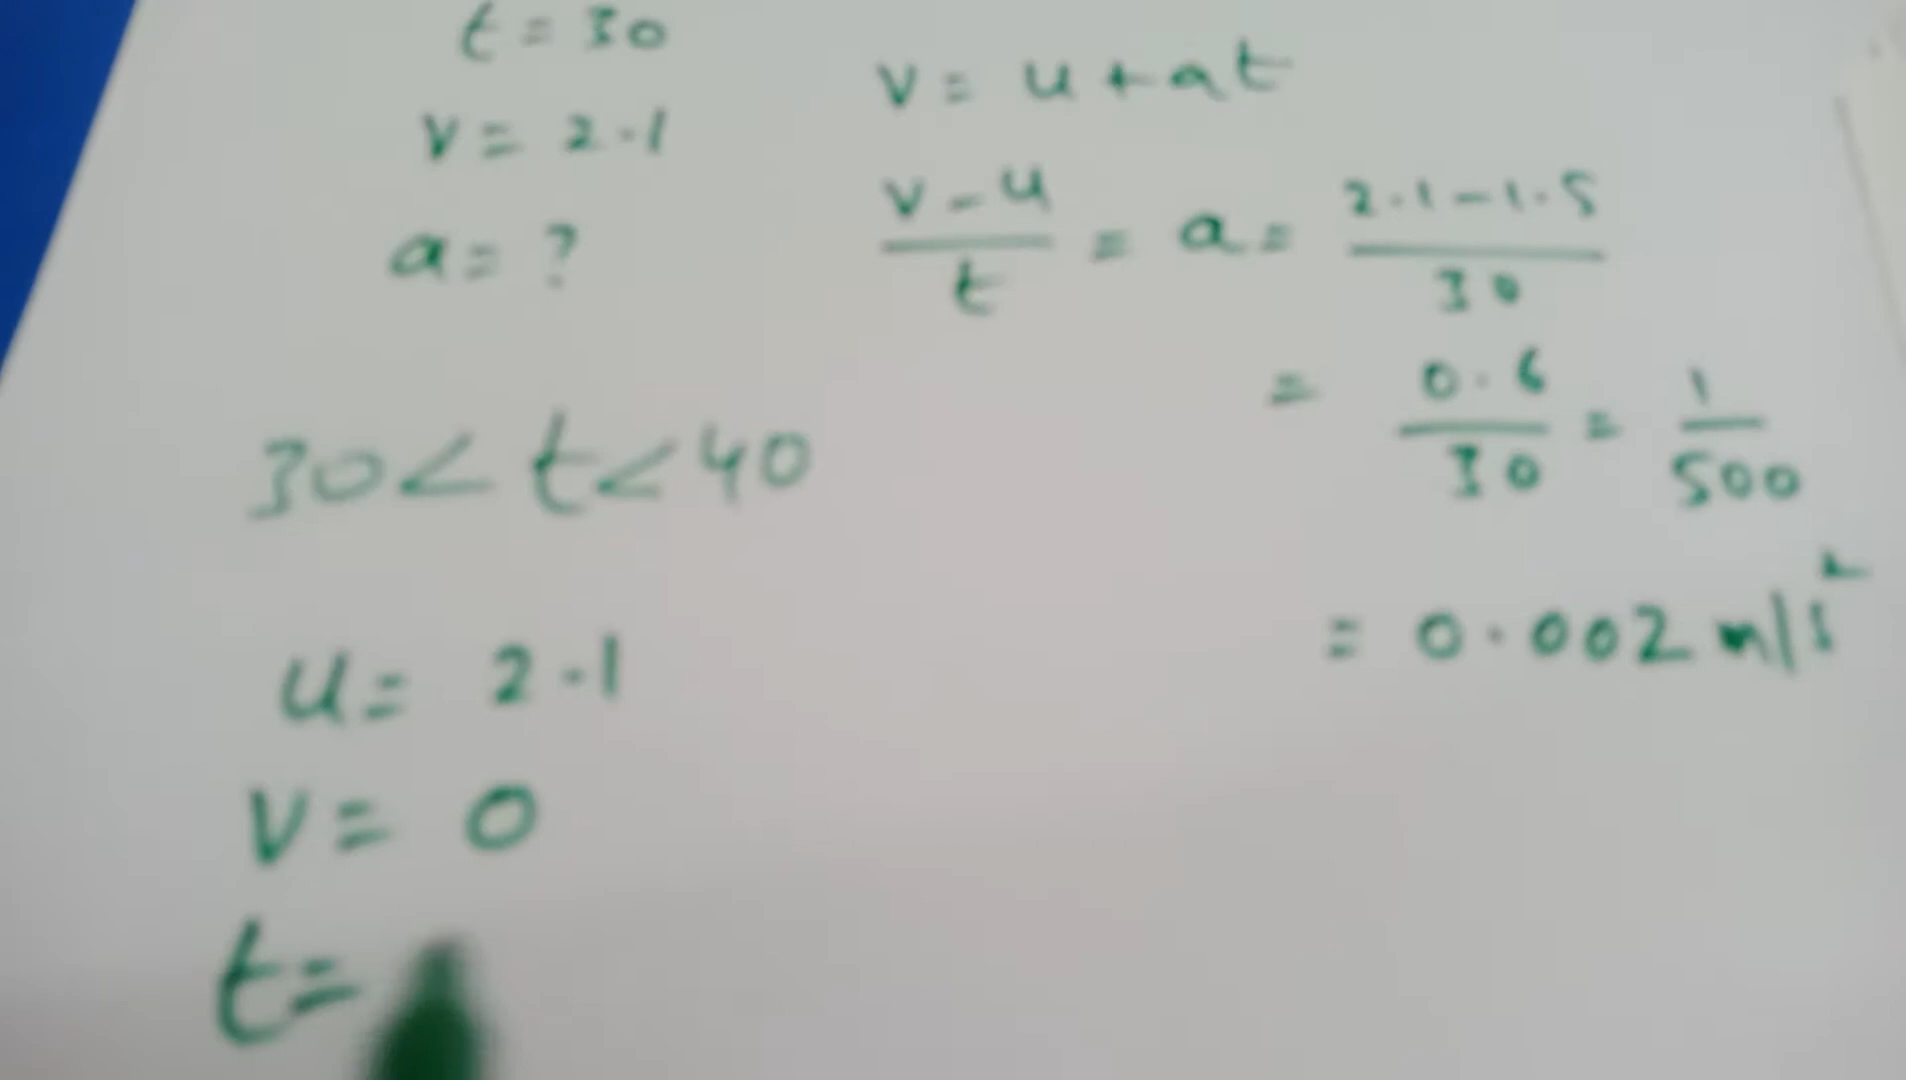 t = 30
v = 2.1
a = ?
v = u + at
v - u / t = a = 2.1 - 1.5 / 30
= 0.6 / 30 = 1 / 500
= 0.002 m/s²
30 < t < 40
u = 2.1
v = 0
t =